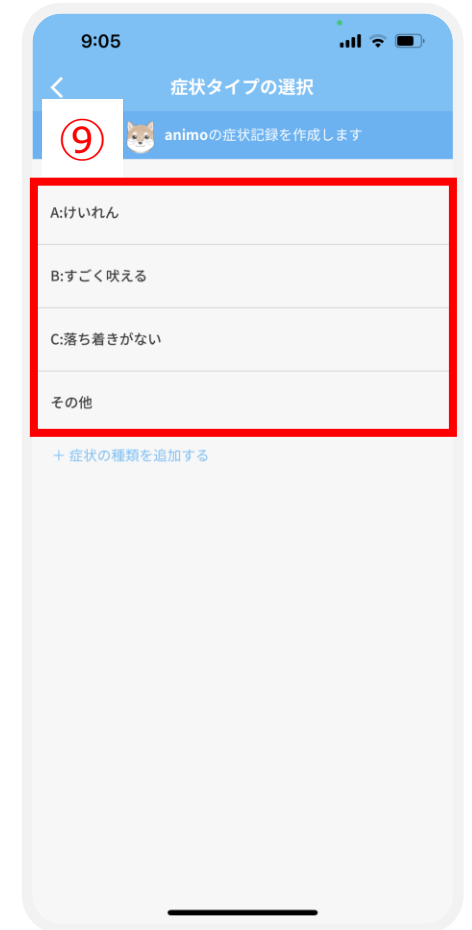 9:05
症状タイプの選択
⑨
animoの症状記録を作成します
A:けいれん
B:すごく吠える
C:落ち着きがない
その他
+ 症状の種類を追加する